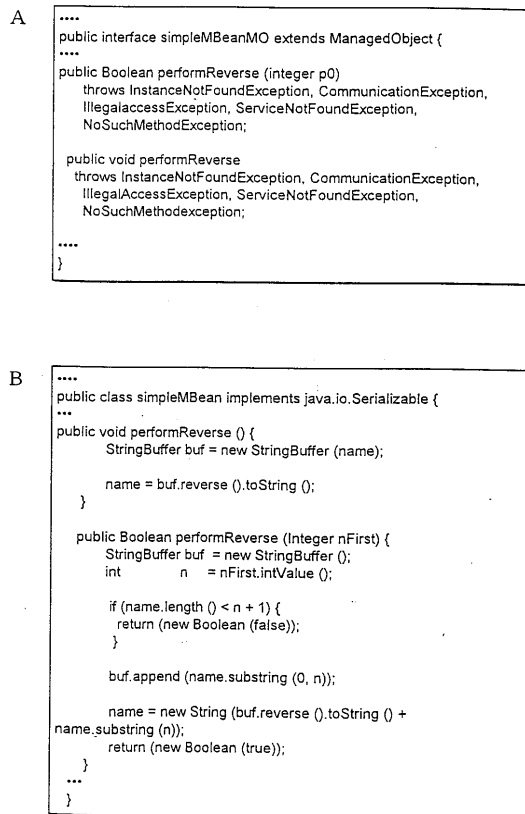 A
....
public interface simpleMBeanMO extends ManagedObject {
....
public Boolean performReverse (integer p0)
throws InstanceNotFoundException, CommunicationException,
IllegalaccessException, ServiceNotFoundException,
NoSuchMethodException;
public void performReverse
throws InstanceNotFoundException, CommunicationException,
IllegalAccessException, ServiceNotFoundException,
NoSuchMethodexception;
....
}
B
....
public class simpleMBean implements java.io.Serializable {
...
public void performReverse () {
StringBuffer buf = new StringBuffer (name);
name = buf.reverse ().toString ();
}
public Boolean performReverse (Integer nFirst) {
StringBuffer buf = new StringBuffer ();
int n = nFirst.intValue ();
if (name.length () < n + 1) {
return (new Boolean (false));
}
buf.append (name.substring (0, n));
name = new String (buf.reverse ().toString () +
name.substring (n));
return (new Boolean (true));
}
...
}